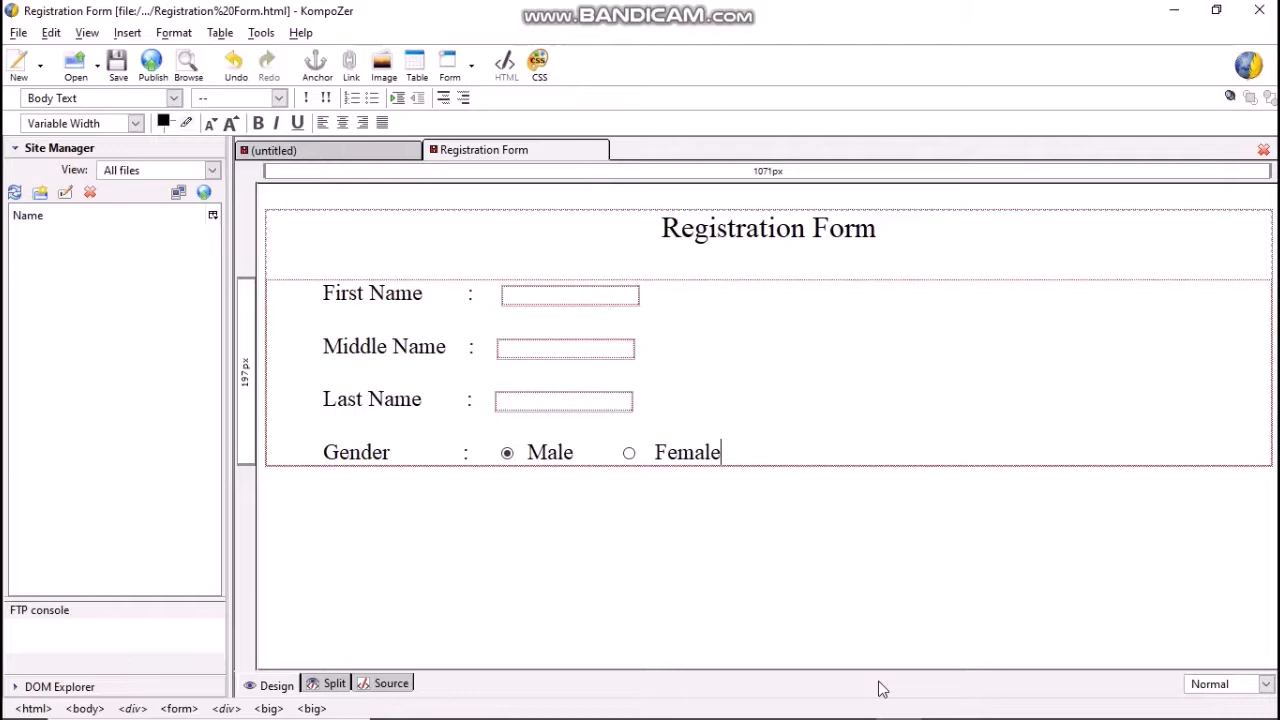 Registration Form [file:/.../Registration%20Form.html] - KompoZer
www.BANDICAM.com
File Edit View Insert Format Table Tools Help
New Open Save Publish Browse Undo Redo Anchor Link Image Table Form HTML CSS
Body Text --
Variable Width
Site Manager
(untitled) Registration Form
View: All files
1071px
Name
Registration Form
First Name :
Middle Name :
Last Name :
Gender : Male Female
197px
FTP console
DOM Explorer
Design Split Source Normal
<html> <body> <div> <form> <div> <big> <big>